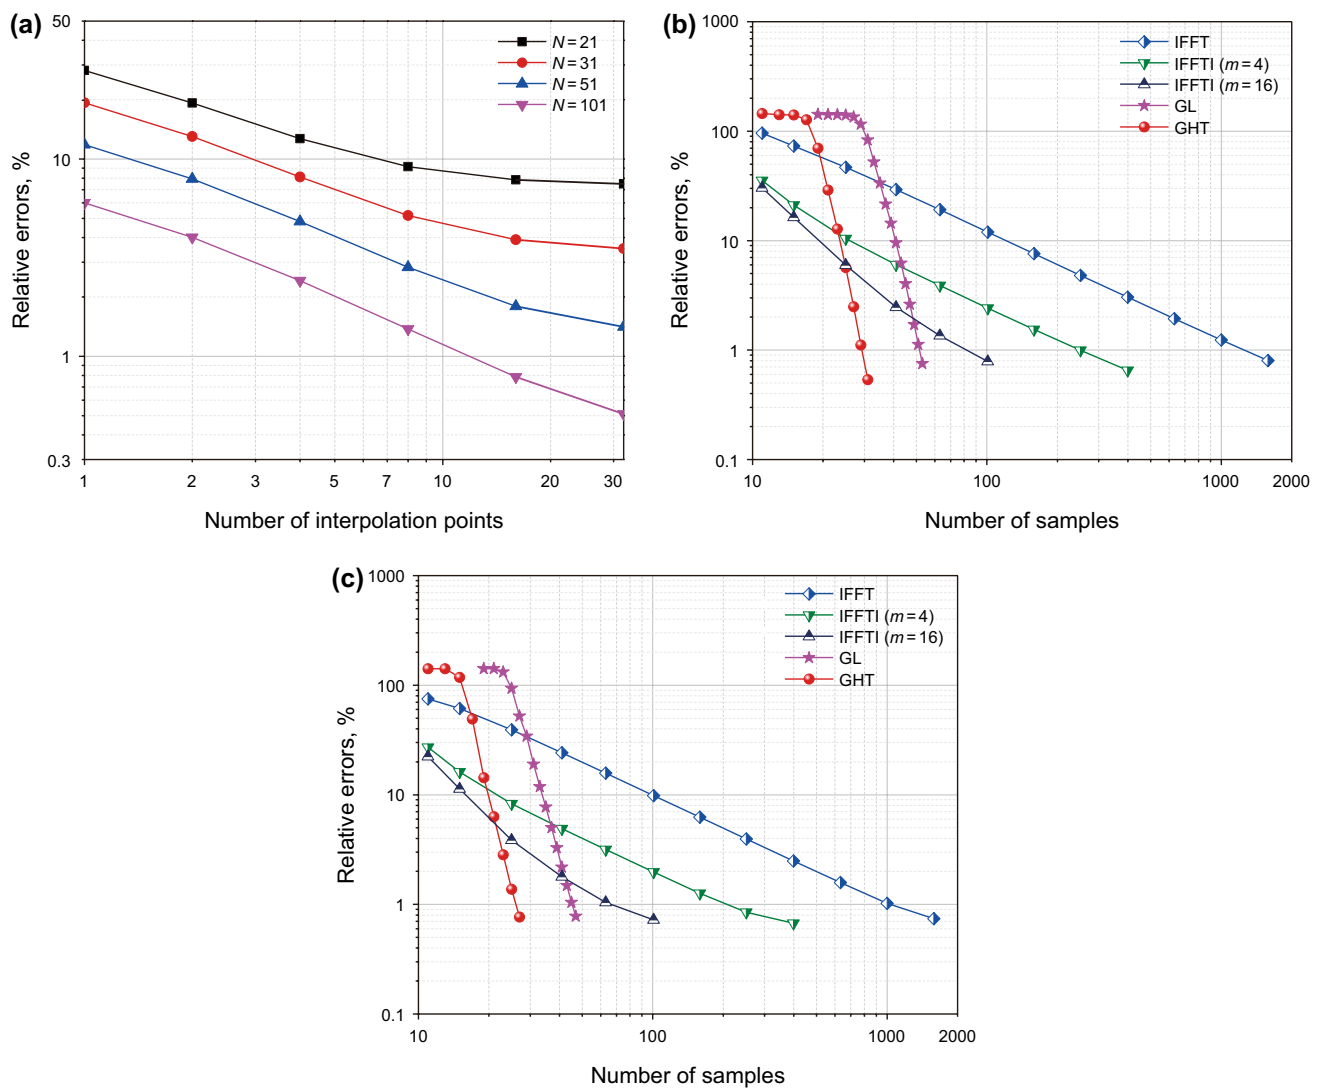 (a)
50
10
1
0.3
Relative errors, %
1 2 3 5 7 10 20 30
Number of interpolation points
N = 21
N = 31
N = 51
N = 101
(b)
1000
100
10
1
0.1
Relative errors, %
10 100 1000 2000
Number of samples
IFFT
IFFTI (m = 4)
IFFTI (m = 16)
GL
GHT
(c)
1000
100
10
1
0.1
Relative errors, %
10 100 1000 2000
Number of samples
IFFT
IFFTI (m = 4)
IFFTI (m = 16)
GL
GHT